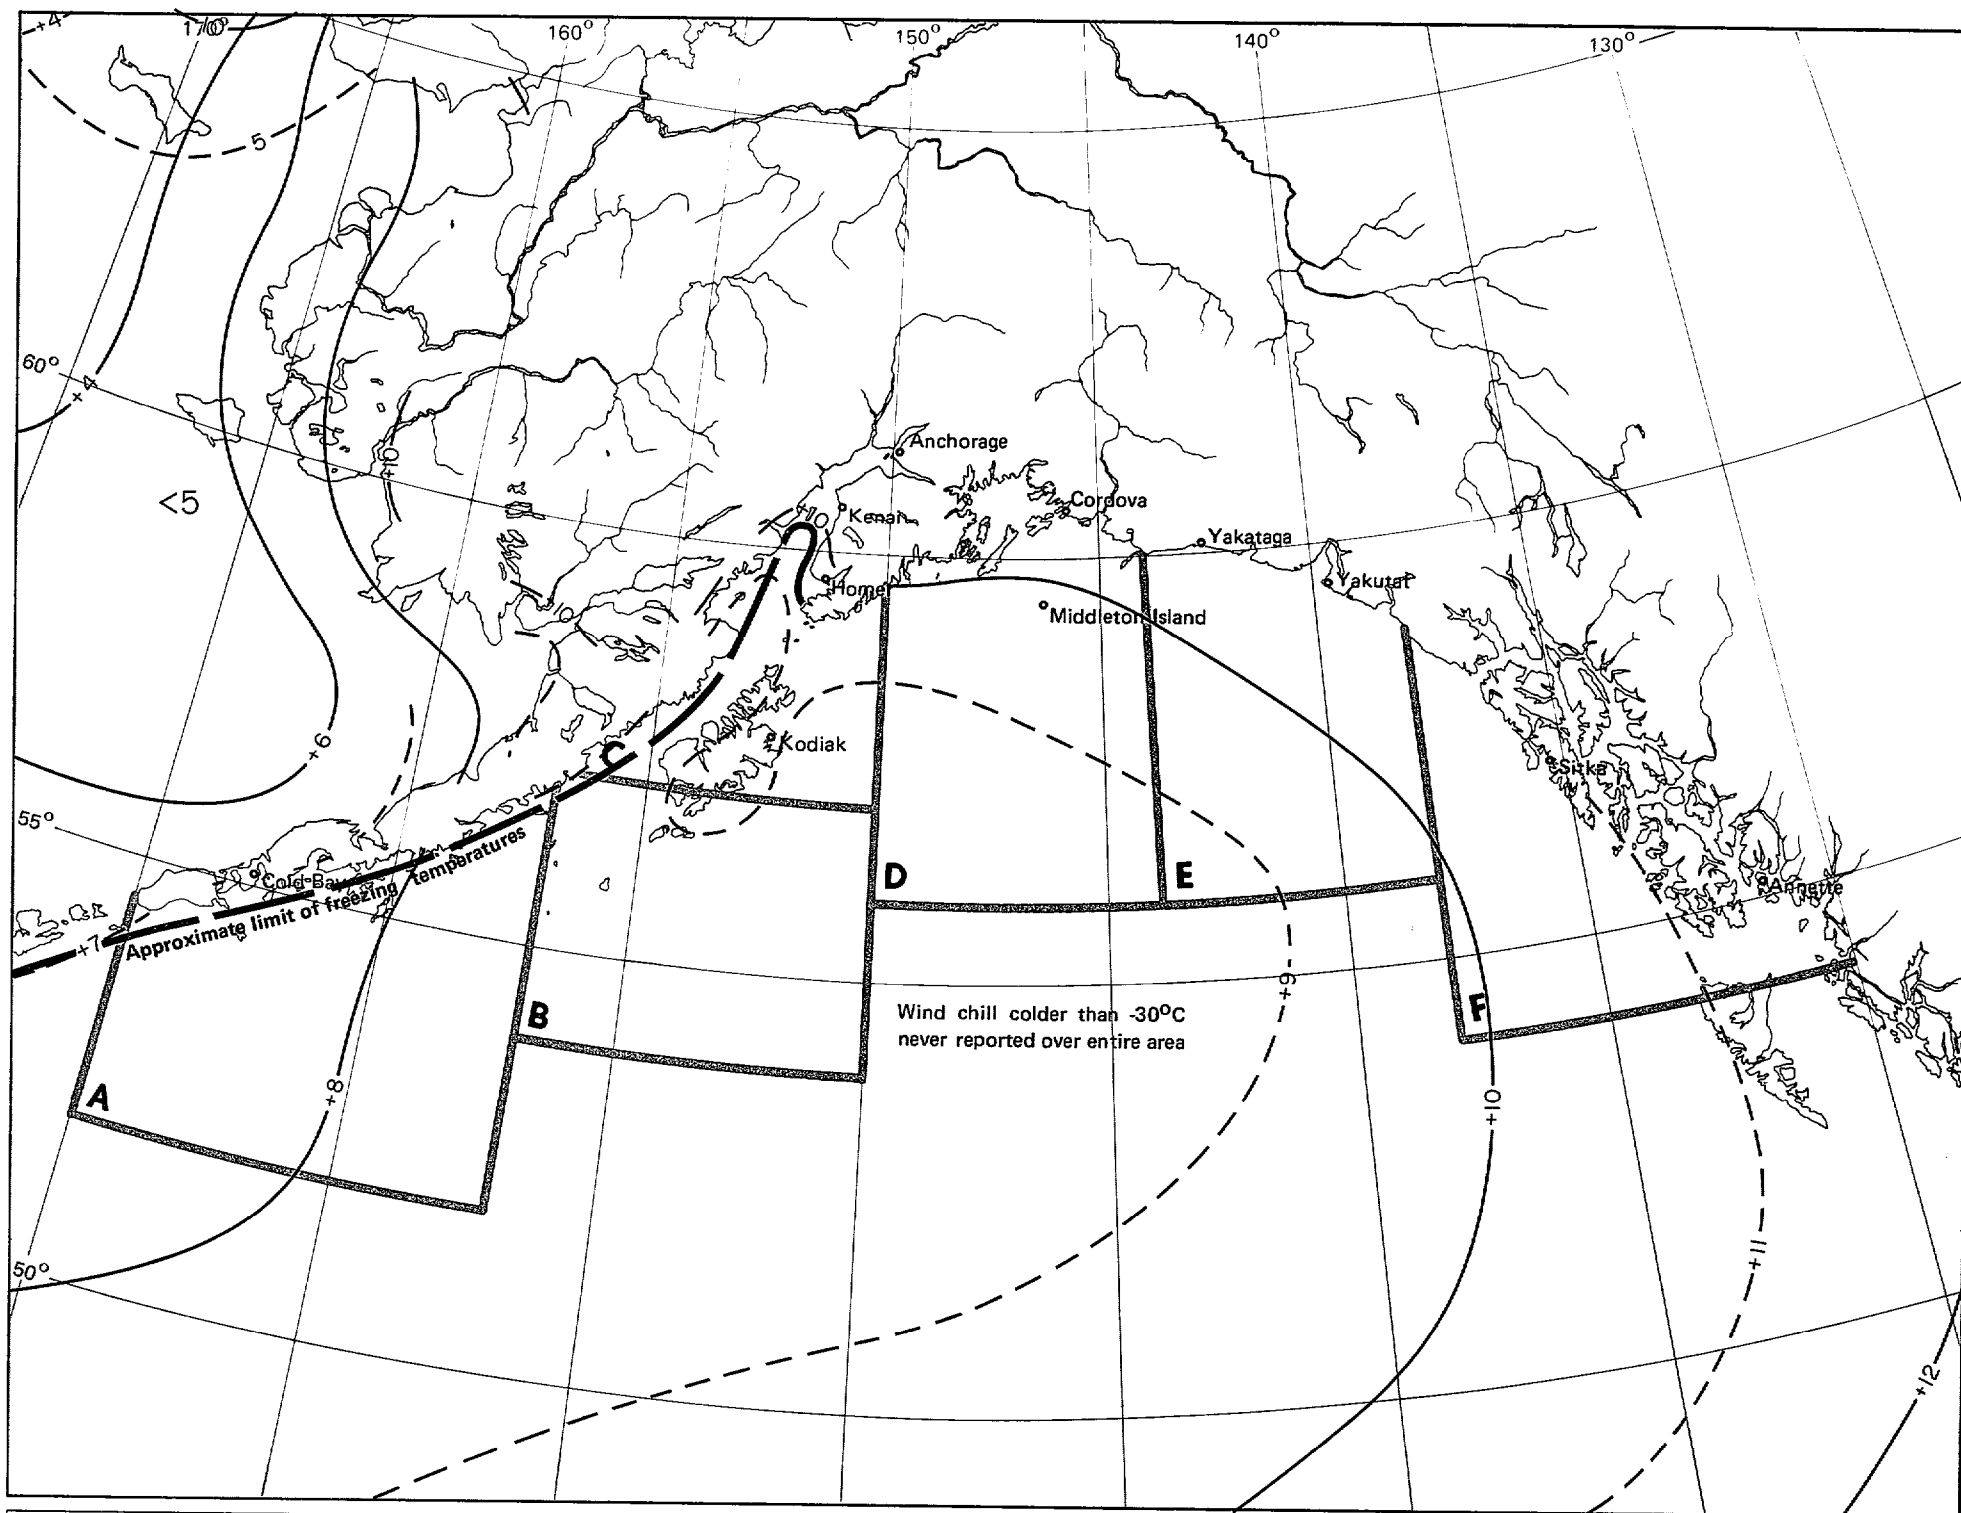 +4
170°
160°
150°
140°
130°
5
60°
+4
+10
<5
Anchorage
Cordova
+10
Kenai
Yakataga
Yakutat
Homer
+10
Middleton Island
+6
C
Kodiak
Sitka
55°
Cold Bay
D
E
Annette
+7
Approximate limit of freezing temperatures
+9
Wind chill colder than -30°C
never reported over entire area
B
F
+8
A
+10
50°
+11
+12